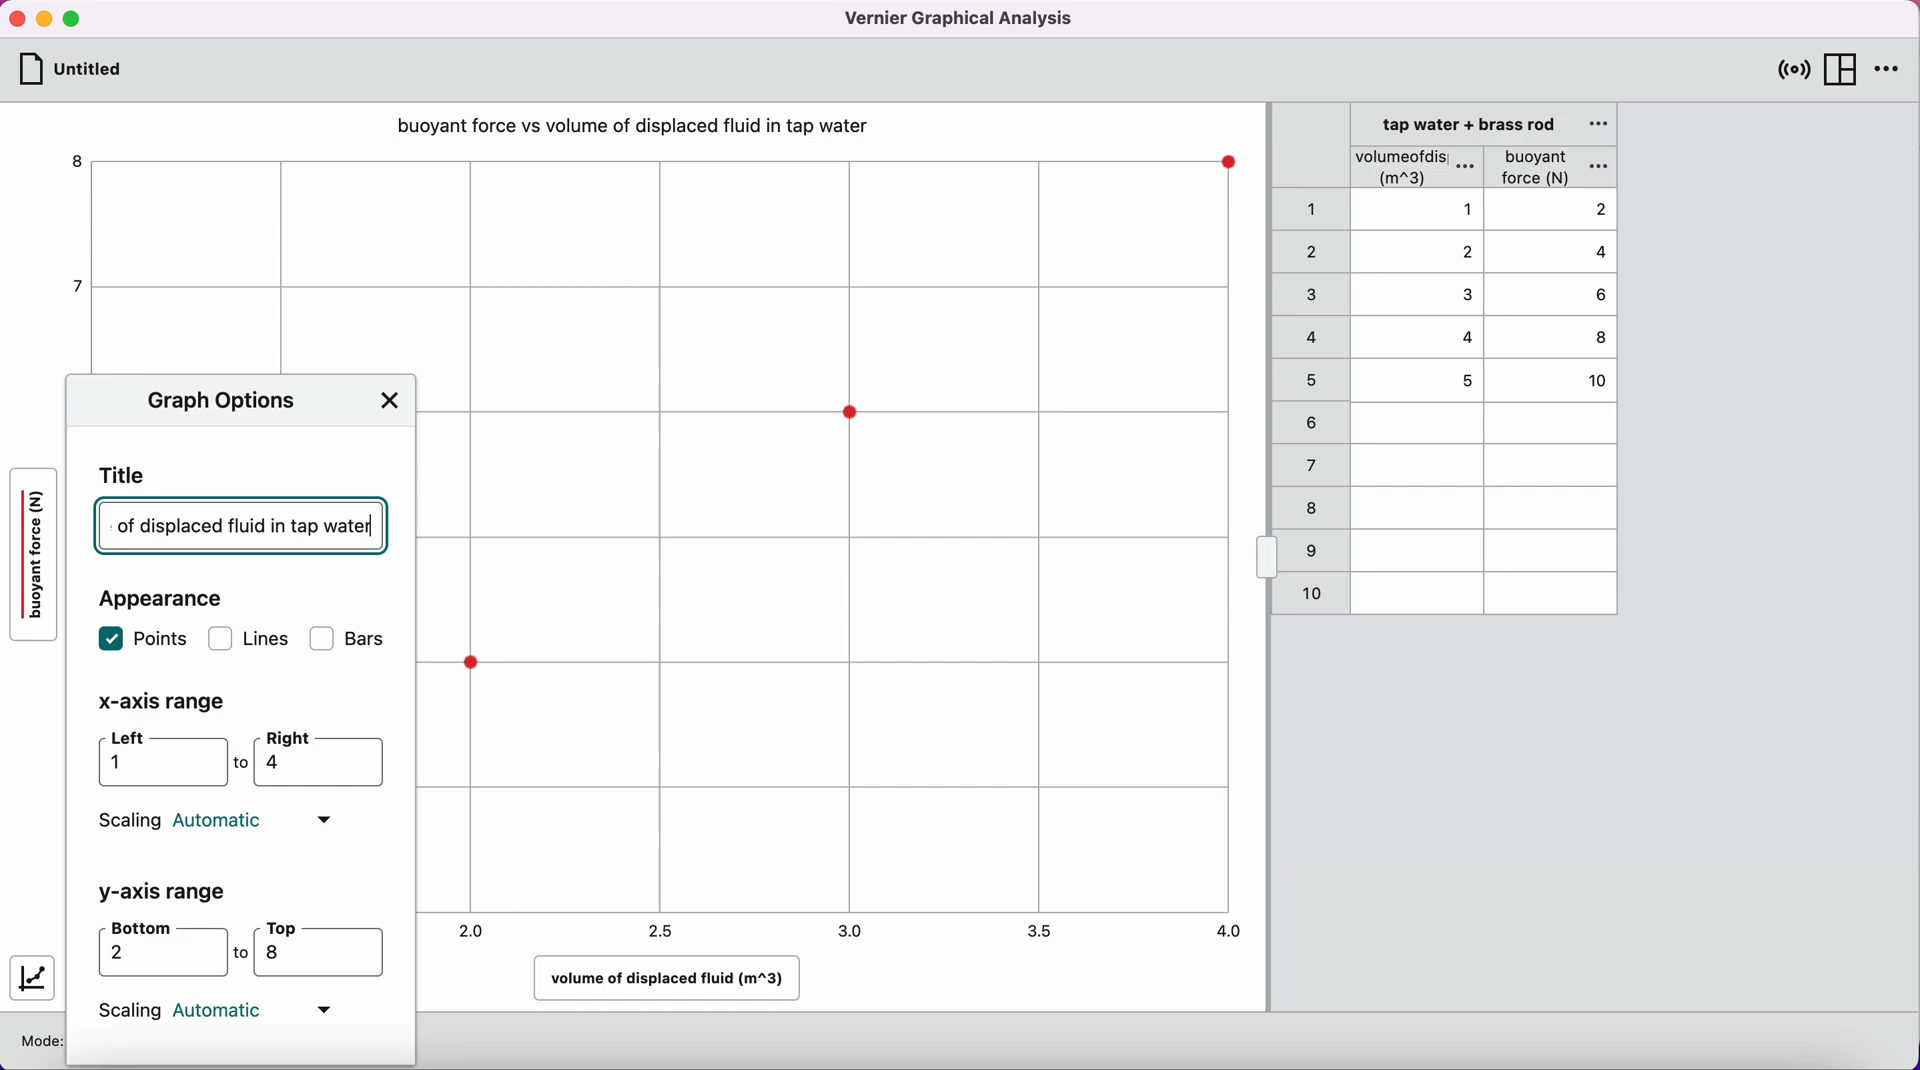 Vernier Graphical Analysis
Untitled
buoyant force vs volume of displaced fluid in tap water
8
7
buoyant force (N)
2.0
2.5
3.0
3.5
4.0
volume of displaced fluid (m^3)
Graph Options
Title
of displaced fluid in tap water
Appearance
Points Lines Bars
x-axis range
Left
1
to
Right
4
Scaling Automatic
y-axis range
Bottom
2
to
Top
8
Scaling Automatic
Mode:
tap water + brass rod
volumeofdis
(m^3)
buoyant
force (N)
1 1 2
2 2 4
3 3 6
4 4 8
5 5 10
6
7
8
9
10